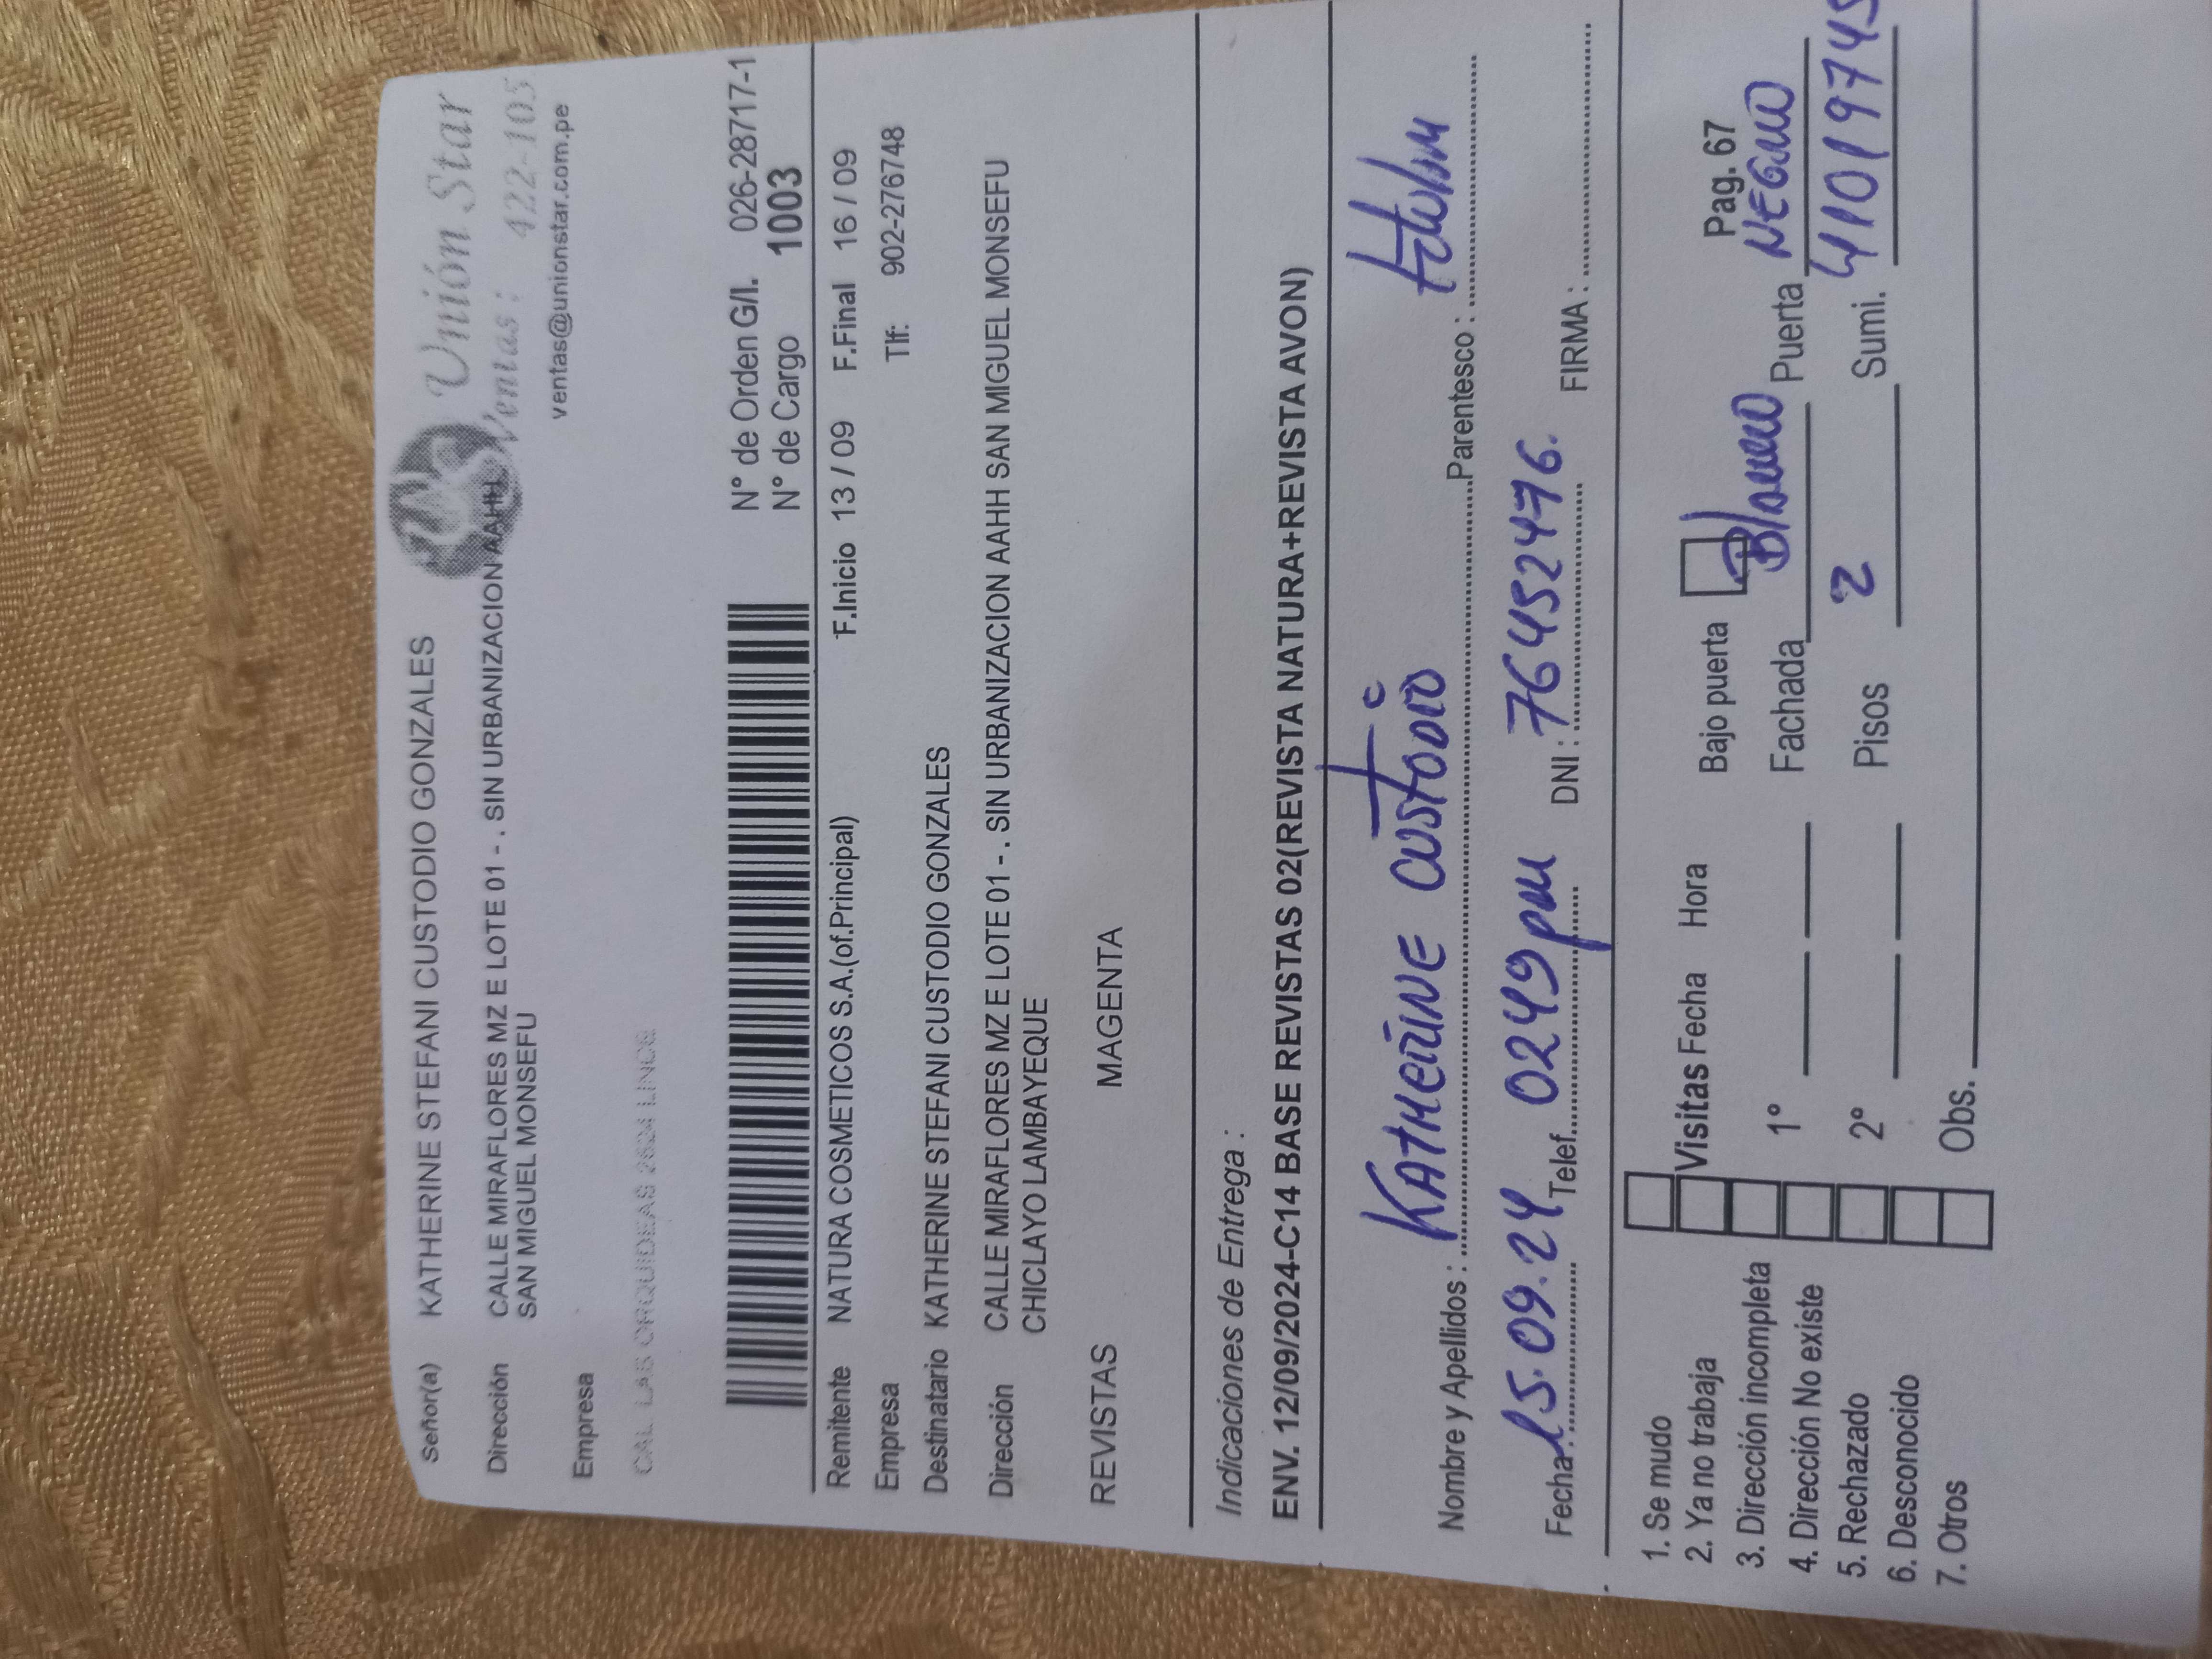 Unión Star
Ventas: 422-105
ventas@unionstar.com.pe
Señor(a) KATHERINE STEFANI CUSTODIO GONZALES
Dirección CALLE MIRAFLORES MZ E LOTE 01 - . SIN URBANIZACION AAHH
SAN MIGUEL MONSEFU
Empresa
CAL. LAS ORQUIDEAS 2624 LINCE
N° de Orden G/I. 026-28717-1
N° de Cargo 1003
Remitente NATURA COSMETICOS S.A.(of.Principal) F.Inicio 13 / 09 F.Final 16 / 09
Empresa Tlf: 902-276748
Destinatario KATHERINE STEFANI CUSTODIO GONZALES
Dirección CALLE MIRAFLORES MZ E LOTE 01 - . SIN URBANIZACION AAHH SAN MIGUEL MONSEFU
CHICLAYO LAMBAYEQUE
REVISTAS MAGENTA
Indicaciones de Entrega :
ENV. 12/09/2024-C14 BASE REVISTAS 02(REVISTA NATURA+REVISTA AVON)
Nombre y Apellidos : KATHERINE CUSTODIO Parentesco : titular
Fecha: 15.09.24 Telef. 0249pm DNI : 76452476. FIRMA :
1. Se mudo
2. Ya no trabaja Visitas Fecha Hora Bajo puerta Pag. 67
3. Dirección incompleta
4. Dirección No existe 1° Fachada Blanco Puerta NEGRO
5. Rechazado
6. Desconocido 2° Pisos 2 Sumi. 41019745
7. Otros Obs.